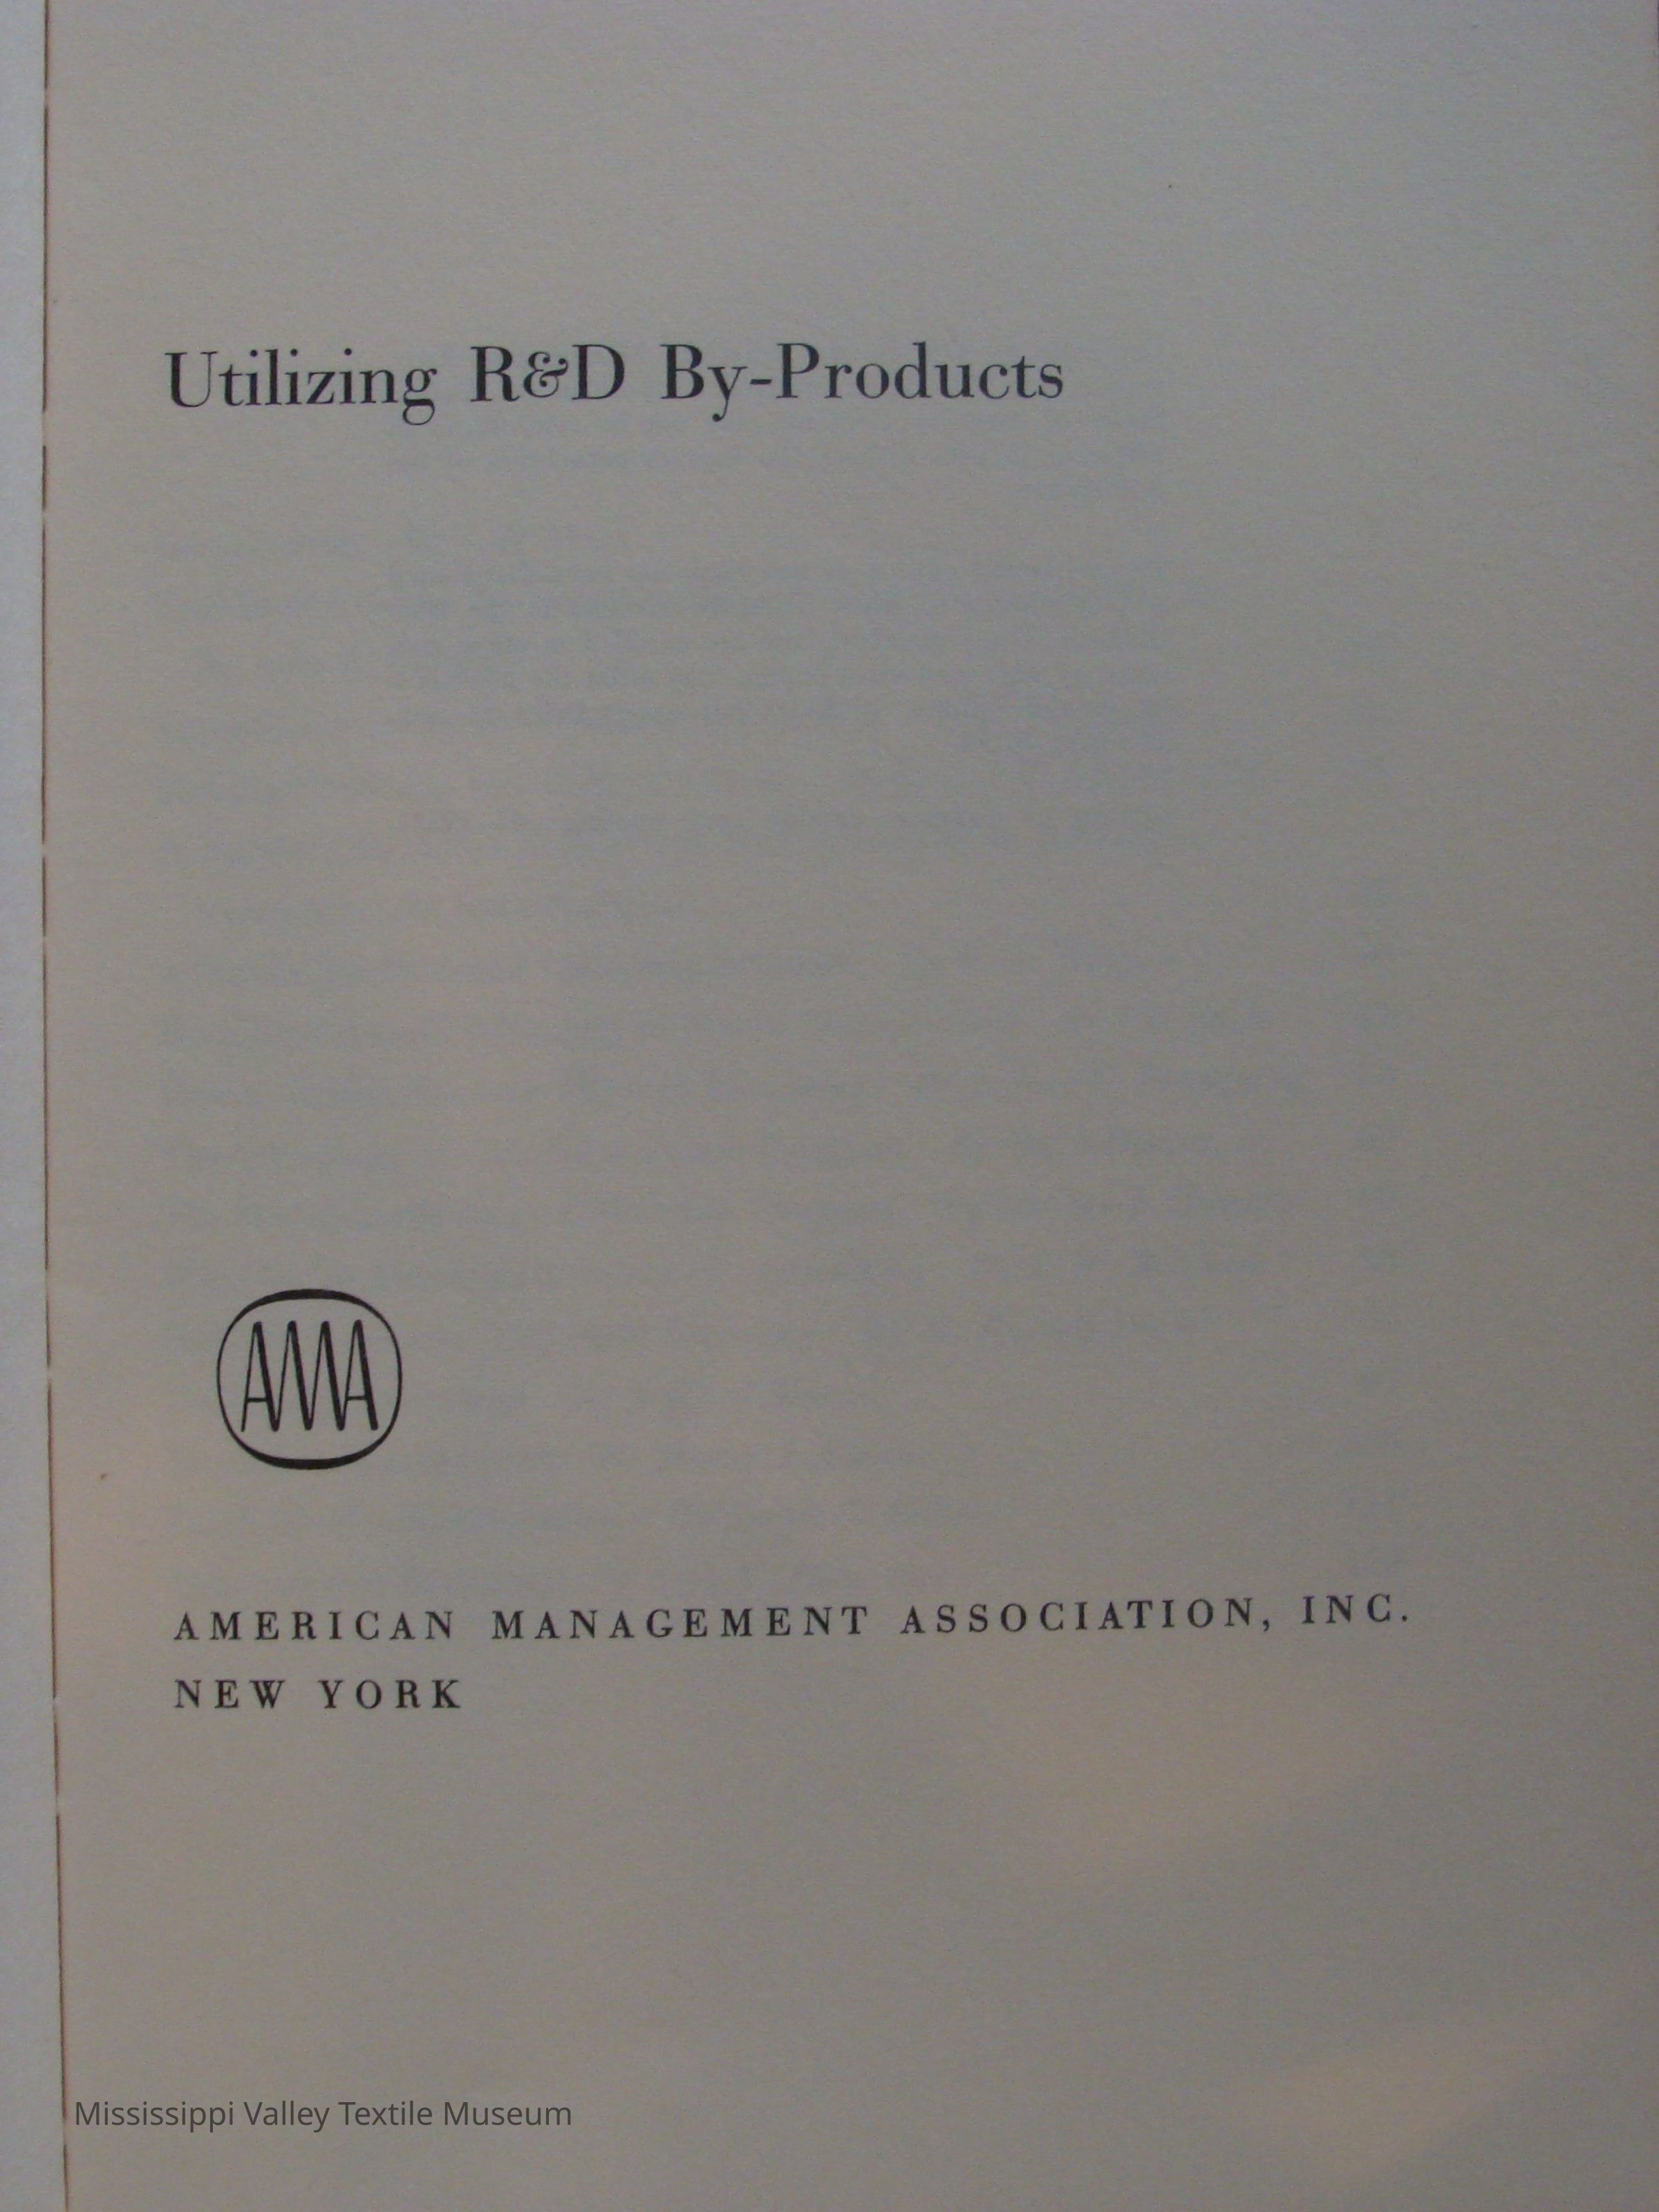 Utilizing R&D By-Products
AMA
AMERICAN MANAGEMENT ASSOCIATION, INC.
NEW YORK
Mississippi Valley Textile Museum